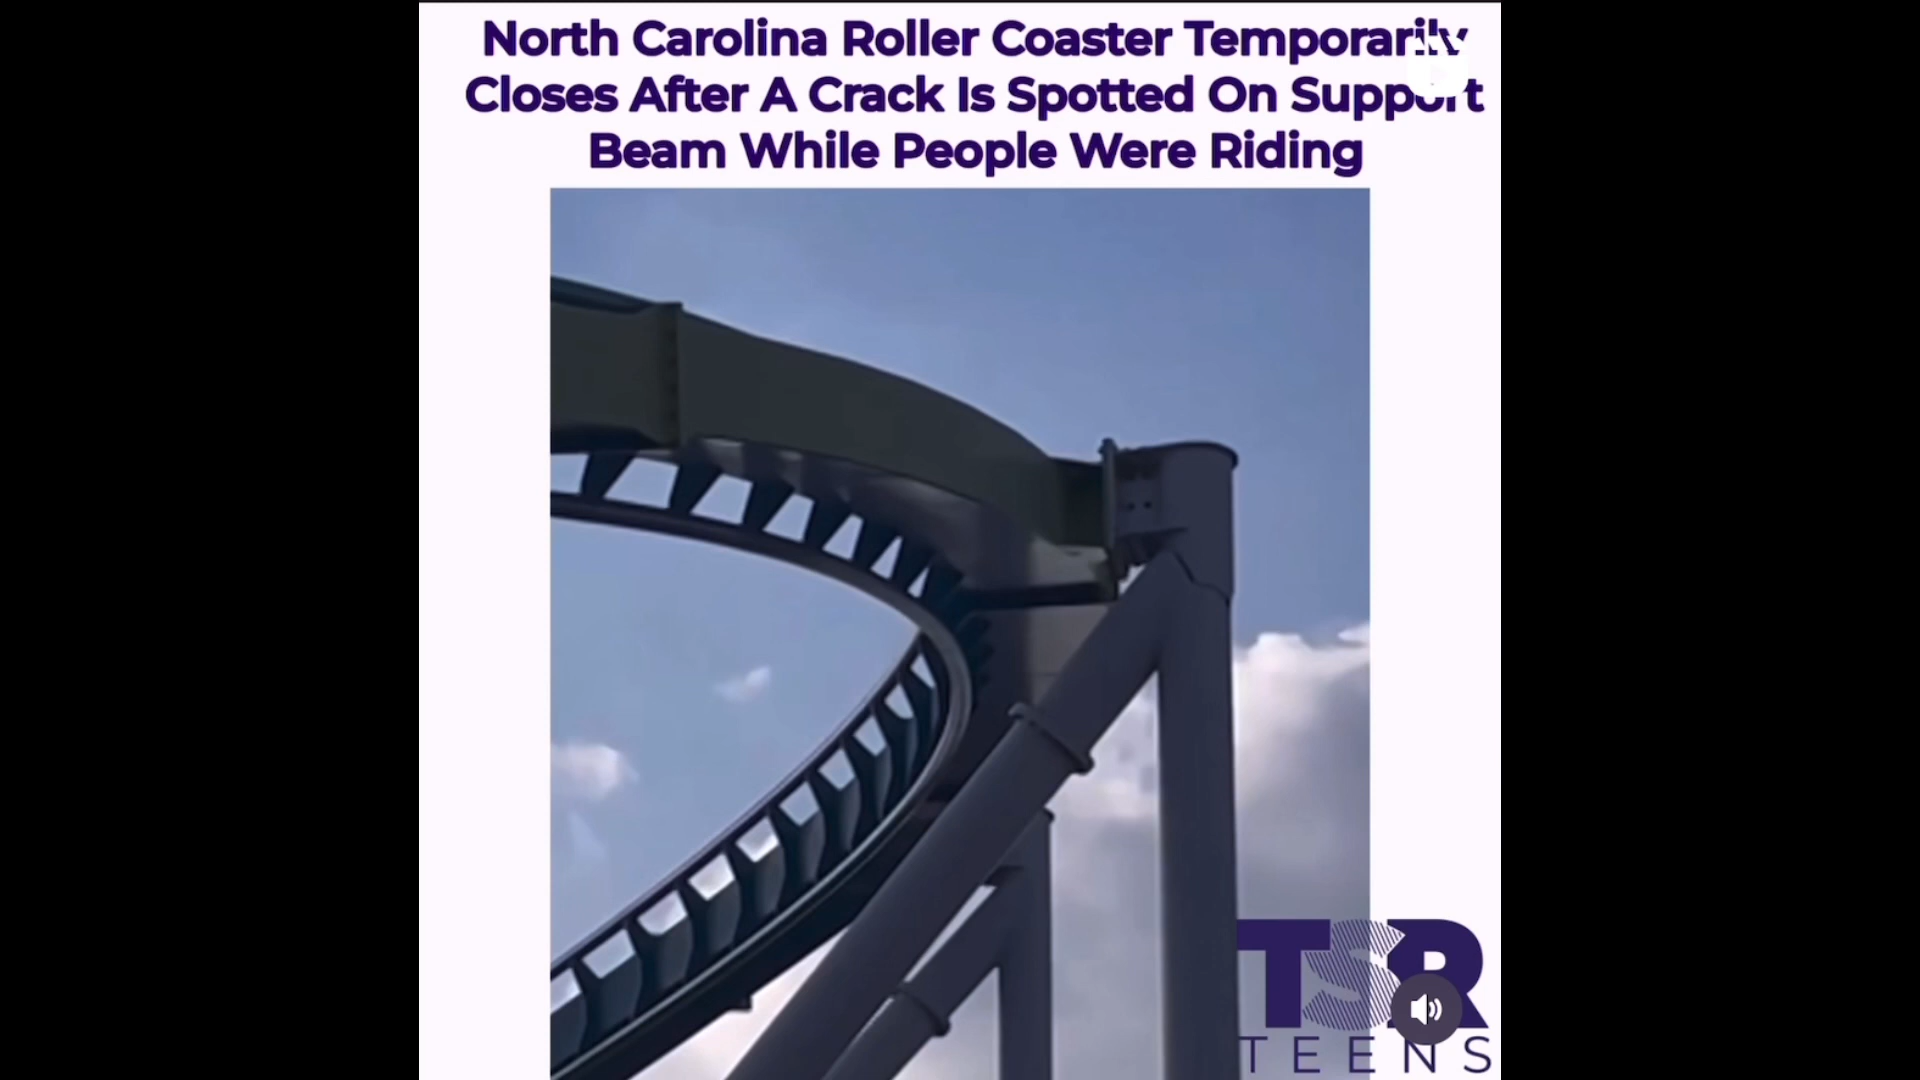 North Carolina Roller Coaster Temporarily
Closes After A Crack Is Spotted On Support
Beam While People Were Riding
TSR
TEENS